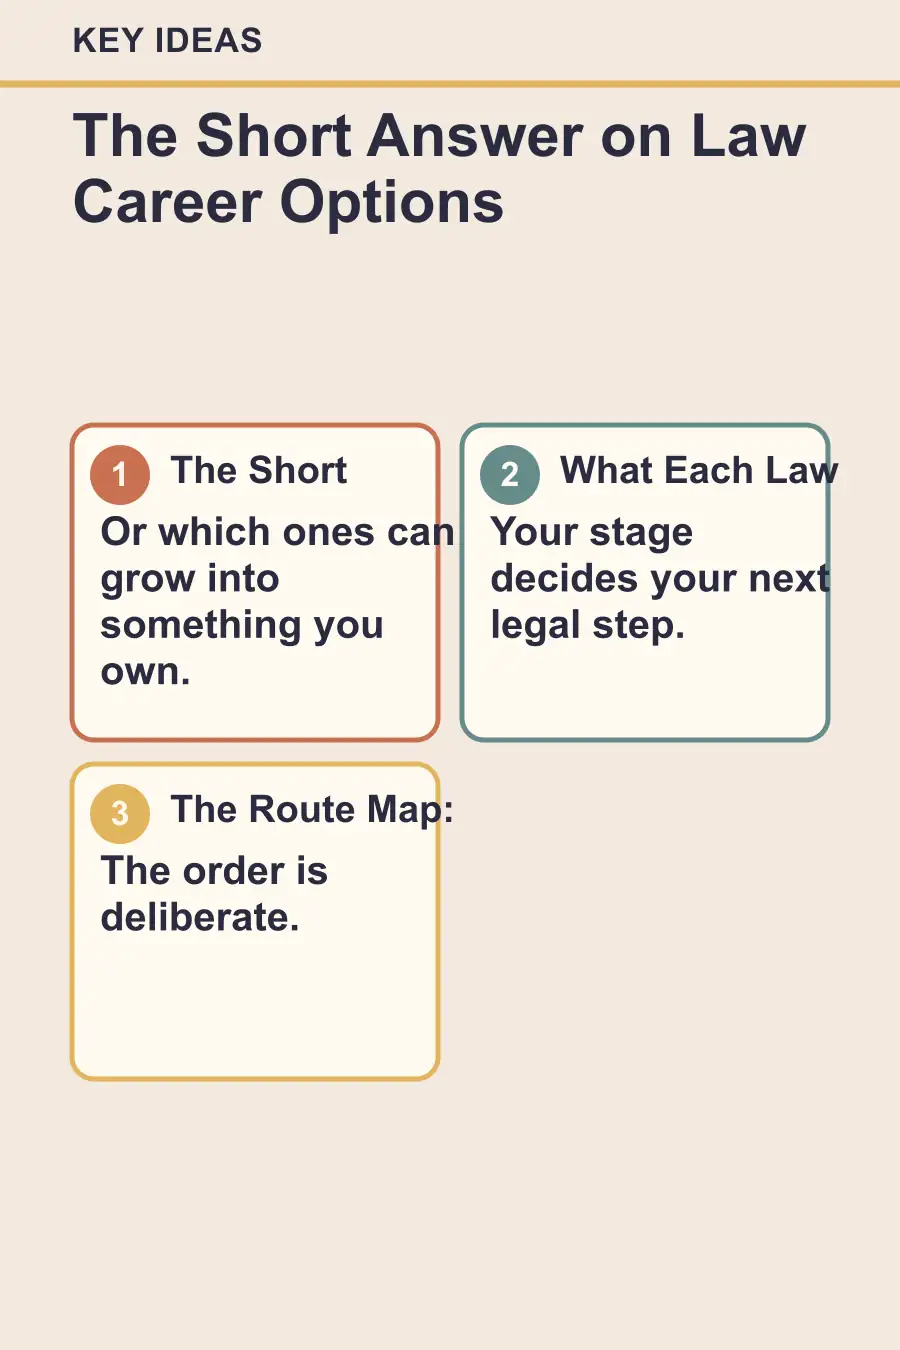 KEY IDEAS
The Short Answer on Law
Career Options
1 The Short
Or which ones can
grow into
something you
own.
2 What Each Law
Your stage
decides your next
legal step.
3 The Route Map:
The order is
deliberate.